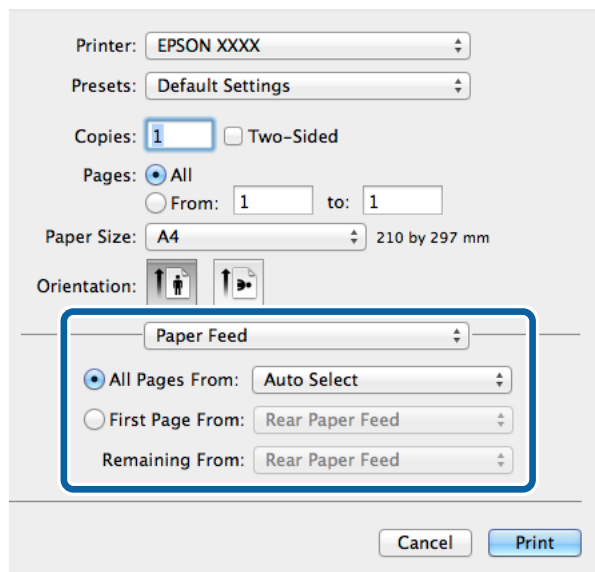 Printer: EPSON XXXX
Presets: Default Settings
Copies: 1 Two-Sided
Pages: All
From: 1 to: 1
Paper Size: A4 210 by 297 mm
Orientation:
Paper Feed
All Pages From: Auto Select
First Page From: Rear Paper Feed
Remaining From: Rear Paper Feed
Cancel Print